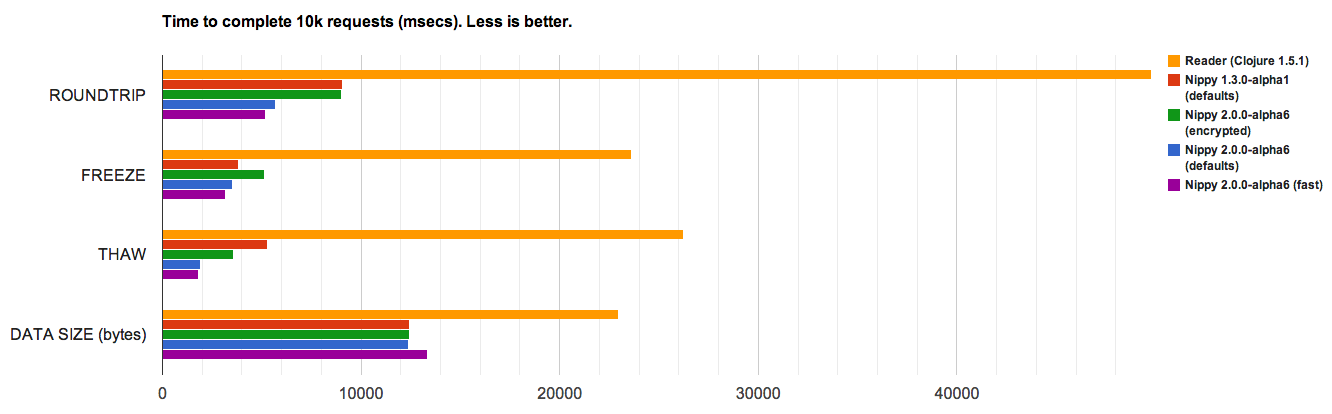 Time to complete 10k requests (msecs). Less is better.
Reader (Clojure 1.5.1)
Nippy 1.3.0-alpha1
(defaults)
Nippy 2.0.0-alpha6
(encrypted)
Nippy 2.0.0-alpha6
(defaults)
Nippy 2.0.0-alpha6 (fast)
ROUNDTRIP
FREEZE
THAW
DATA SIZE (bytes)
0 10000 20000 30000 40000